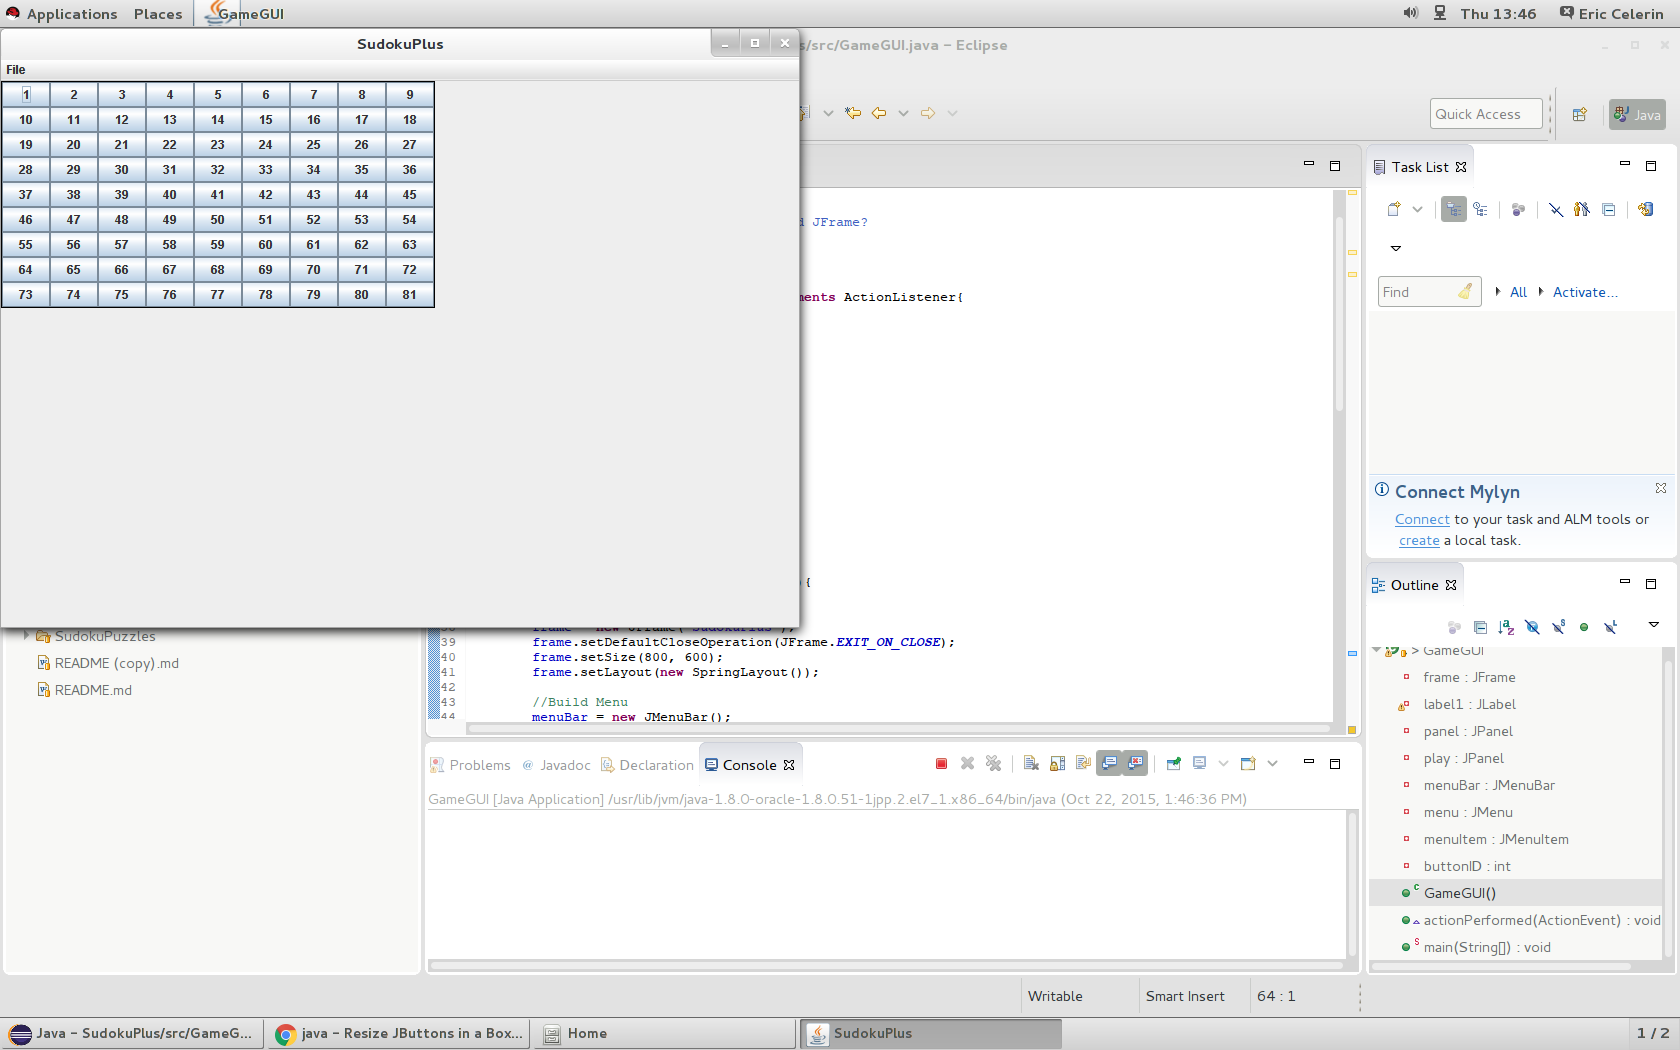 Applications Places GameGUI Thu 13:46 Eric Celerin
SudokuPlus
s/src/GameGUI.java - Eclipse
File
1 2 3 4 5 6 7 8 9
10 11 12 13 14 15 16 17 18
19 20 21 22 23 24 25 26 27
28 29 30 31 32 33 34 35 36
37 38 39 40 41 42 43 44 45
46 47 48 49 50 51 52 53 54
55 56 57 58 59 60 61 62 63
64 65 66 67 68 69 70 71 72
73 74 75 76 77 78 79 80 81
Quick Access Java
d JFrame?
ments ActionListener{
){
39 frame.setDefaultCloseOperation(JFrame.EXIT_ON_CLOSE);
40 frame.setSize(800, 600);
41 frame.setLayout(new SpringLayout());
42
43 //Build Menu
44 menuBar = new JMenuBar();
SudokuPuzzles
README (copy).md
README.md
Task List
Find All Activate...
Connect Mylyn
Connect to your task and ALM tools or
create a local task.
Outline
> GameGUI
frame : JFrame
label1 : JLabel
panel : JPanel
play : JPanel
menuBar : JMenuBar
menu : JMenu
menuItem : JMenuItem
buttonID : int
GameGUI()
actionPerformed(ActionEvent) : void
main(String[]) : void
Problems @ Javadoc Declaration Console
GameGUI [Java Application] /usr/lib/jvm/java-1.8.0-oracle-1.8.0.51-1jpp.2.el7_1.x86_64/bin/java (Oct 22, 2015, 1:46:36 PM)
Writable Smart Insert 64 : 1
Java - SudokuPlus/src/GameG... java - Resize JButtons in a Box... Home SudokuPlus 1 / 2